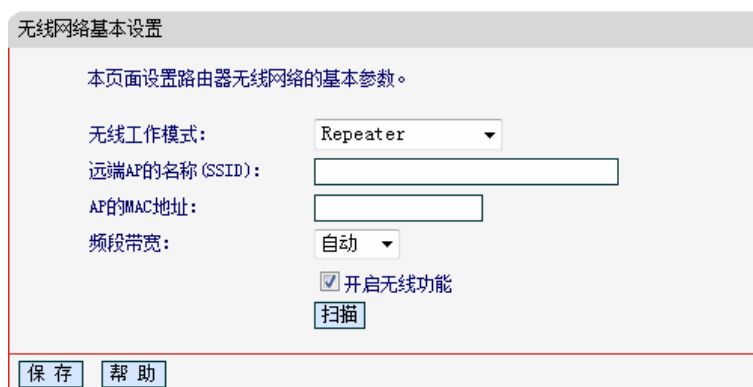 无线网络基本设置
本页面设置路由器无线网络的基本参数。
无线工作模式: Repeater
远端AP的名称(SSID):
AP的MAC地址:
频段带宽: 自动
开启无线功能
扫描
保存 帮助